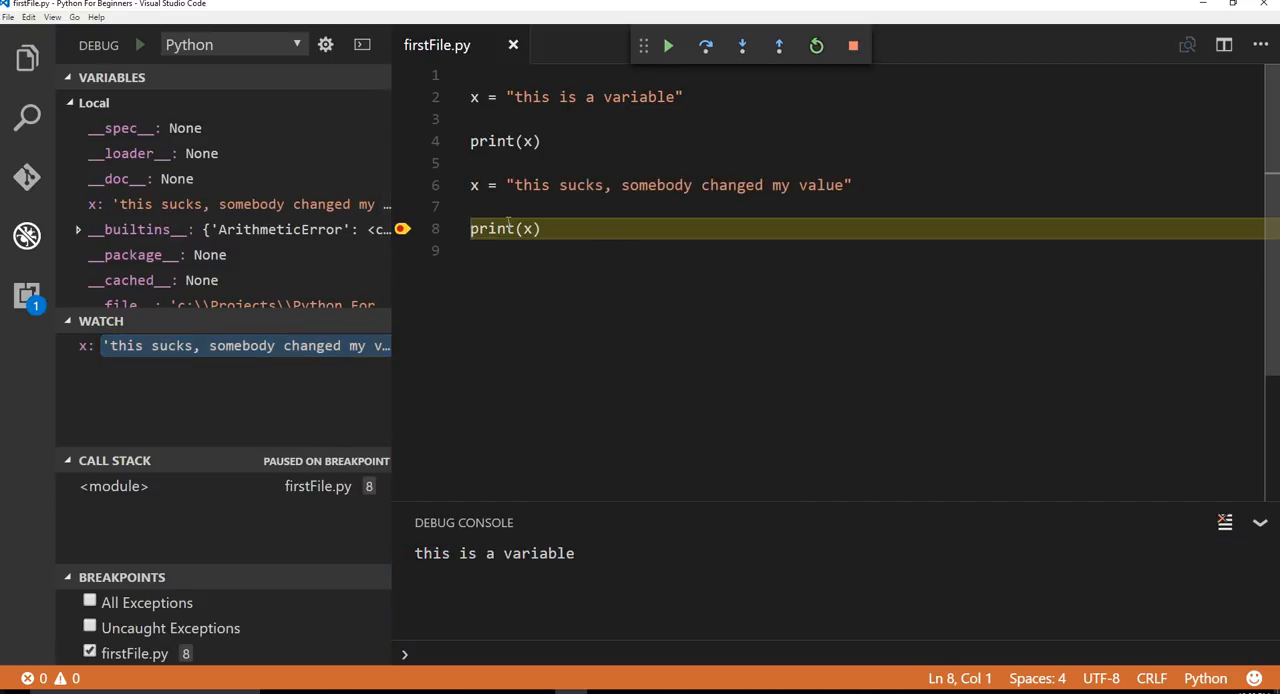 firstFile.py - Python For Beginners - Visual Studio Code
File Edit View Go Help
DEBUG Python
VARIABLES
Local
__spec__: None
__loader__: None
__doc__: None
x: 'this sucks, somebody changed my …
__builtins__: {'ArithmeticError': <c…
__package__: None
__cached__: None
__file__: 'c:\\Projects\\Python For
WATCH
x: 'this sucks, somebody changed my v…
CALL STACK PAUSED ON BREAKPOINT
<module> firstFile.py 8
BREAKPOINTS
All Exceptions
Uncaught Exceptions
firstFile.py 8
1
firstFile.py
1
2 x = "this is a variable"
3
4 print(x)
5
6 x = "this sucks, somebody changed my value"
7
8 print(x)
9
DEBUG CONSOLE
this is a variable
›
0 0 Ln 8, Col 1 Spaces: 4 UTF-8 CRLF Python